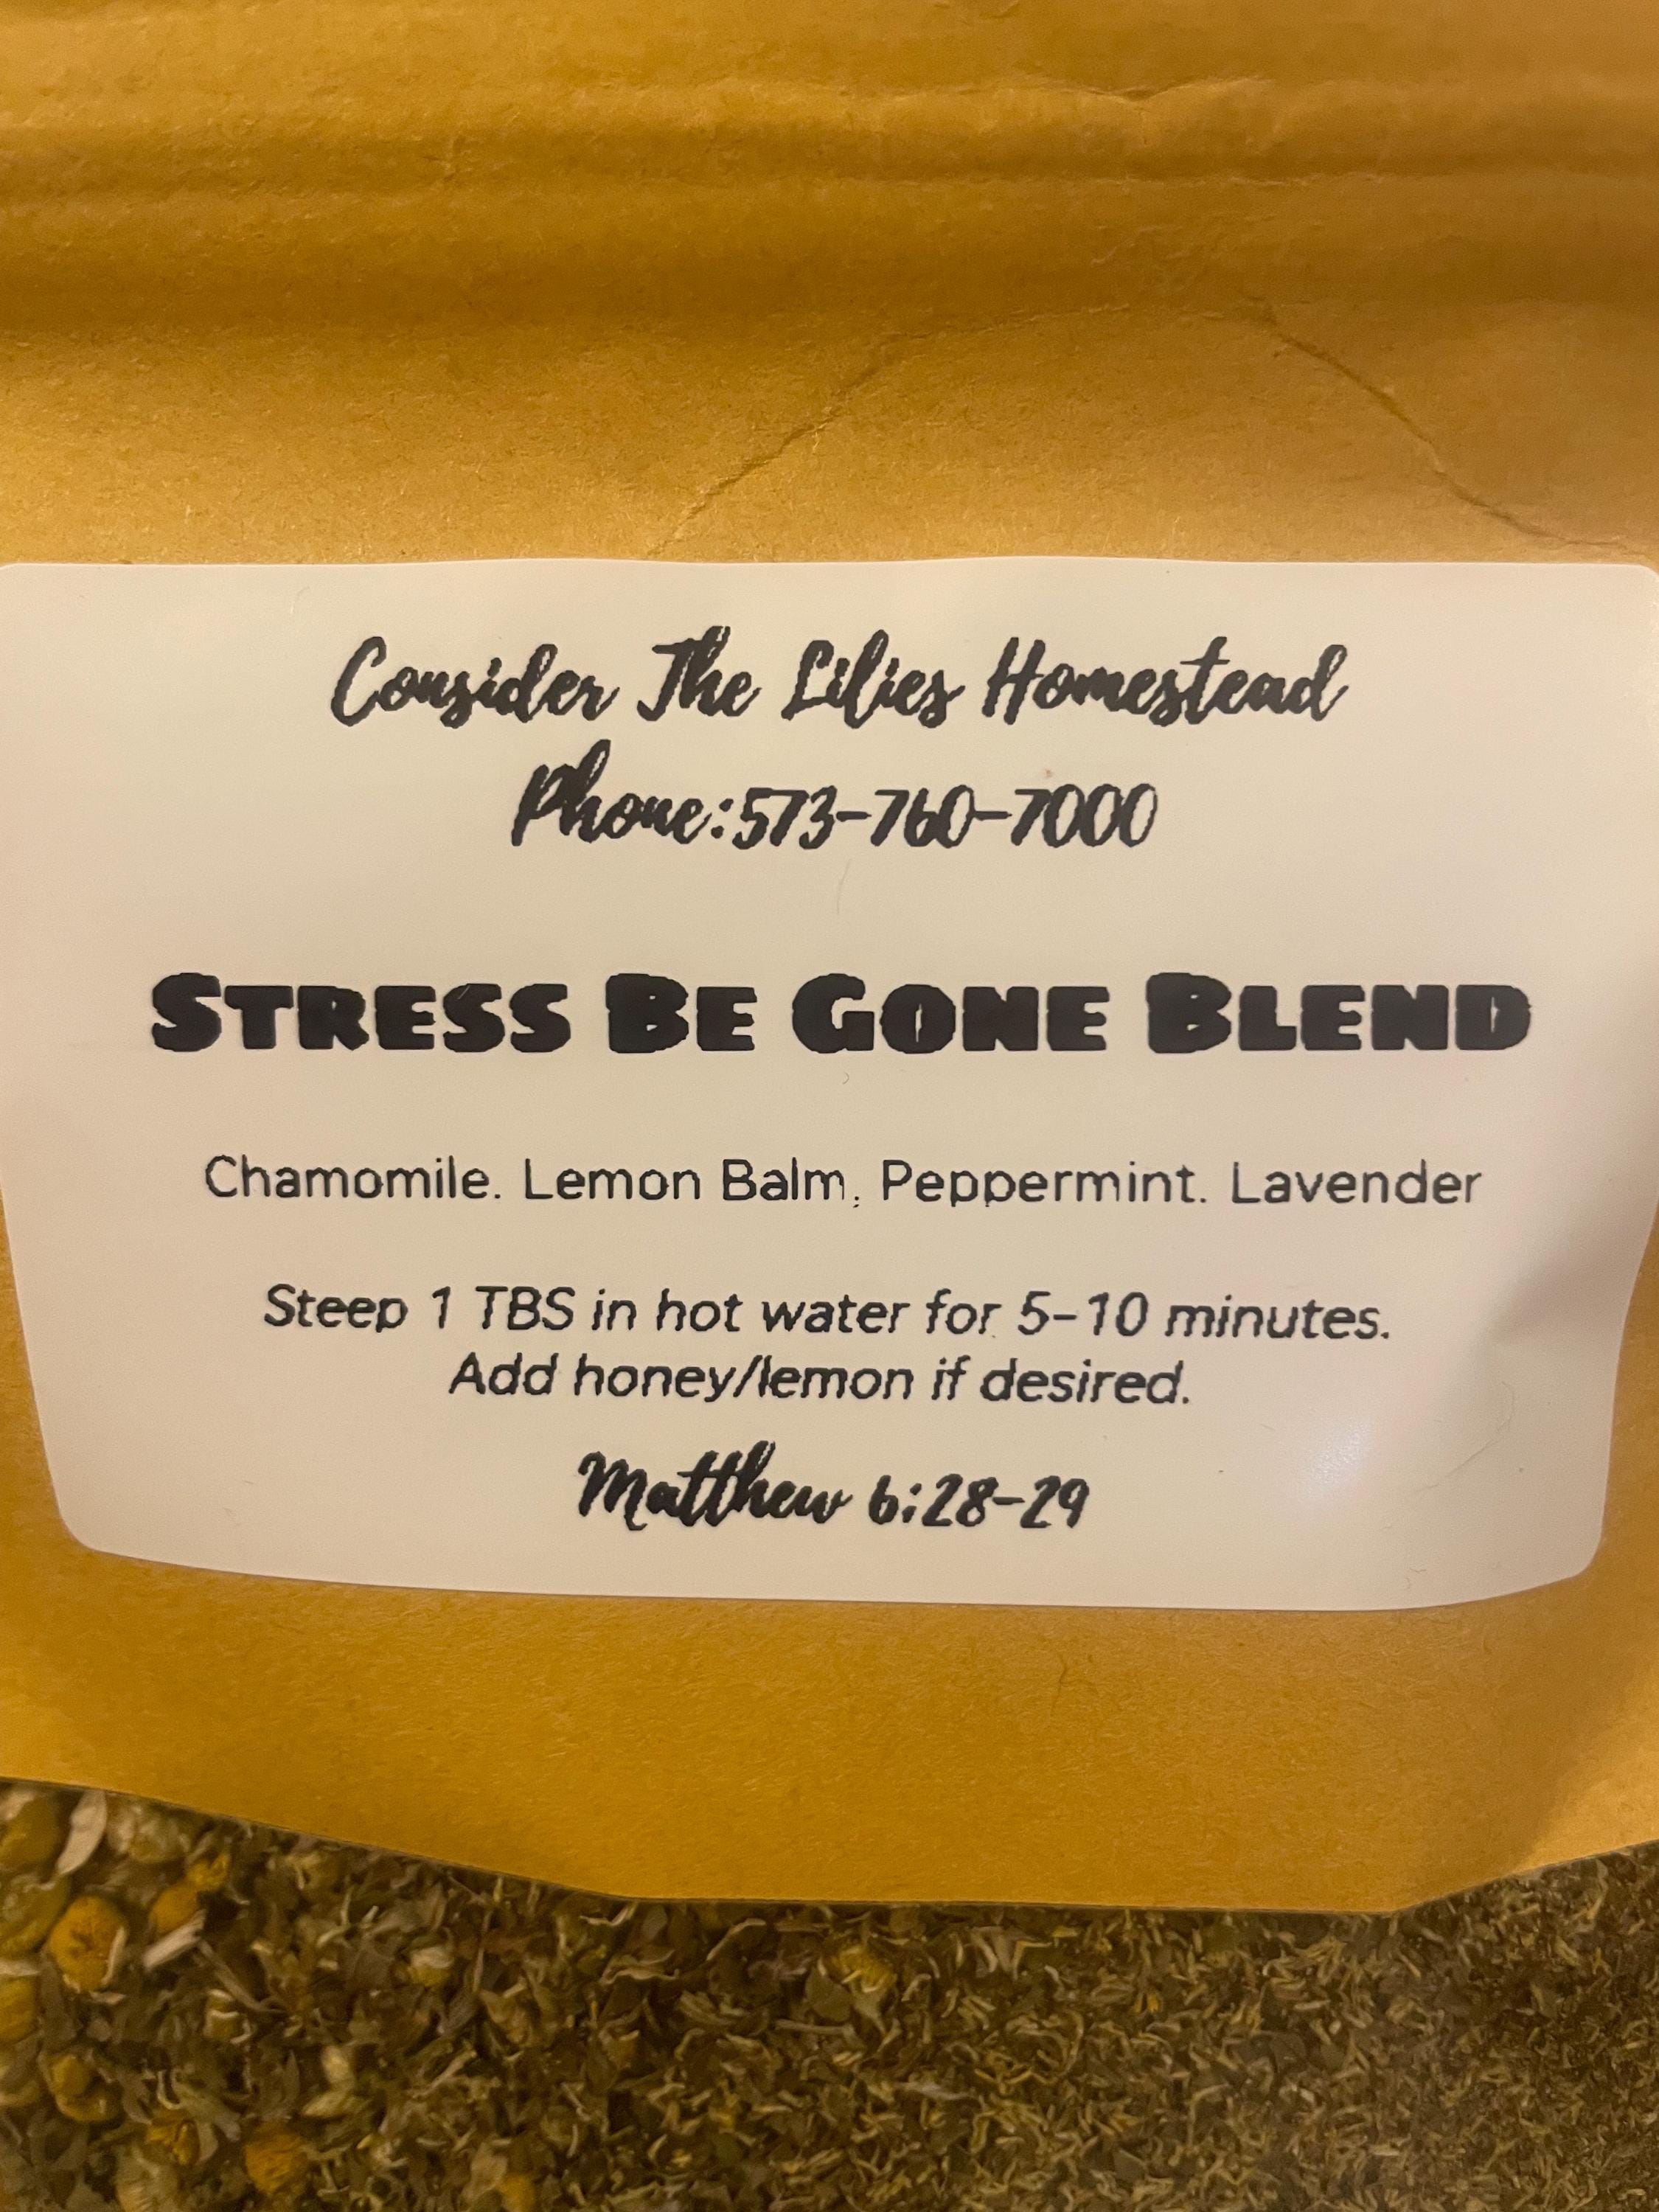 Consider The Lilies Homestead
Phone:573-760-7000
STRESS BE GONE BLEND
Chamomile, Lemon Balm, Peppermint, Lavender
Steep 1 TBS in hot water for 5-10 minutes.
Add honey/lemon if desired.
Matthew 6:28-29